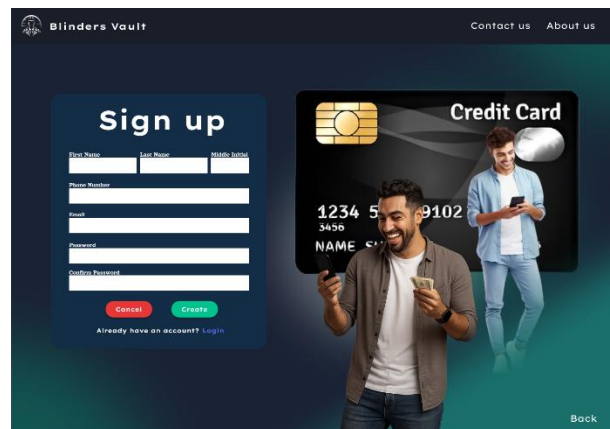 Blinders Vault
Contact us About us
Sign up
First Name Last Name Middle Initial
Phone Number
Email
Password
Confirm Password
Cancel Create
Already have an account? Login
Credit Card
1234 5 9102
3456
NAME
Back